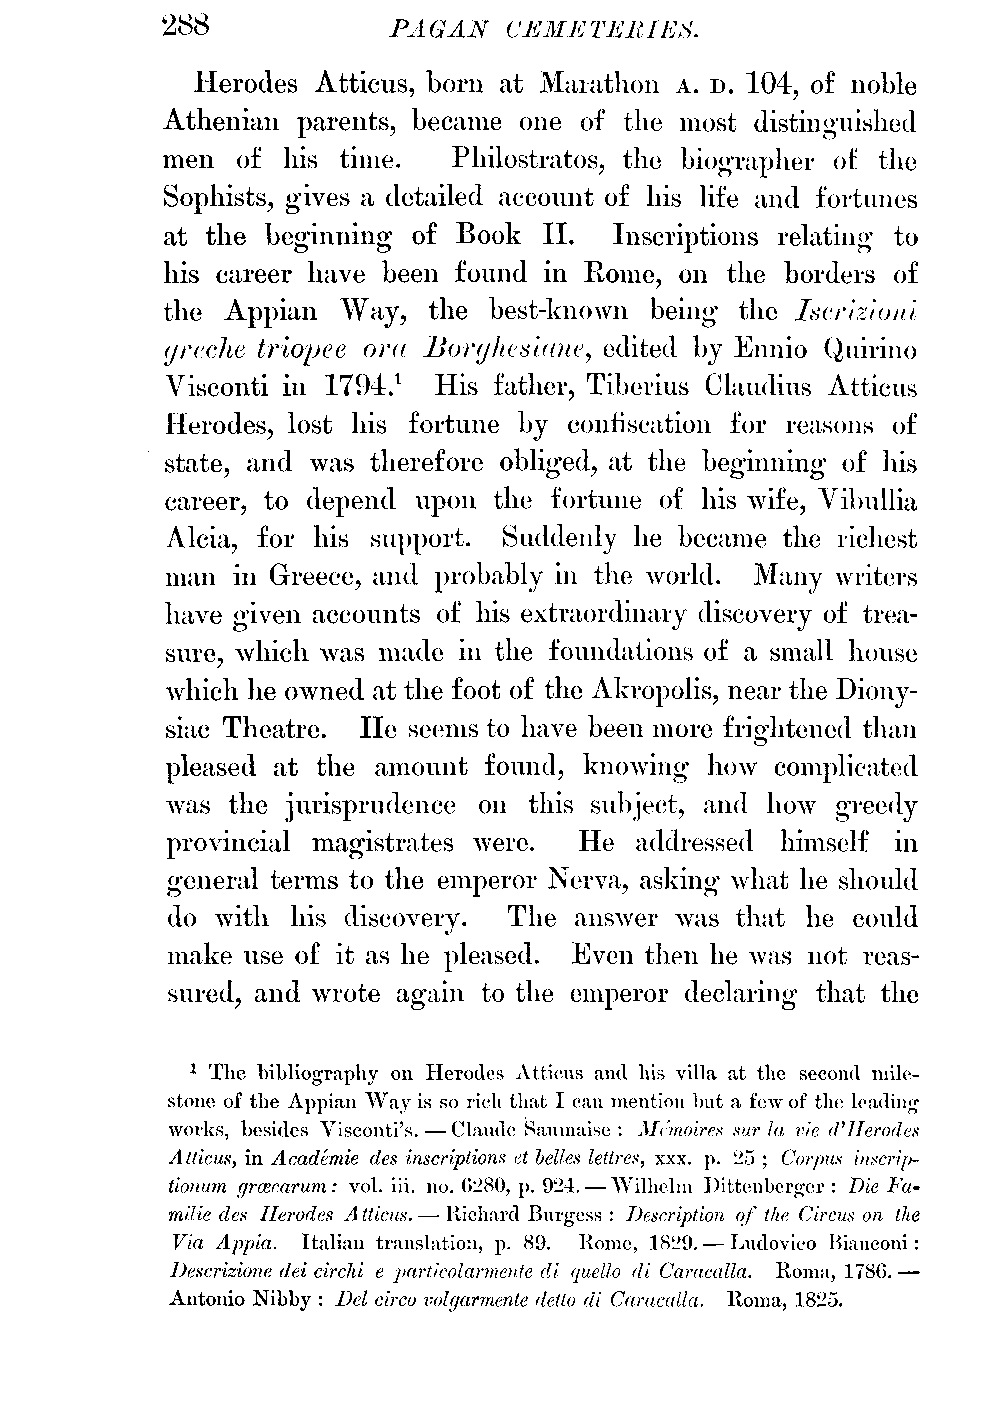 288 PAGAN CEMETERIES.
Herodes Atticus, born at Marathon A. D. 104, of noble
Athenian parents, became one of the most distinguished
men of his time. Philostratos, the biographer of the
Sophists, gives a detailed account of his life and fortunes
at the beginning of Book II. Inscriptions relating to
his career have been found in Rome, on the borders of
the Appian Way, the best-known being the Iscrizioni
greche triopee ora Borghesiane, edited by Ennio Quirino
Visconti in 1794.¹ His father, Tiberius Claudius Atticus
Herodes, lost his fortune by confiscation for reasons of
state, and was therefore obliged, at the beginning of his
career, to depend upon the fortune of his wife, Vibullia
Alcia, for his support. Suddenly he became the richest
man in Greece, and probably in the world. Many writers
have given accounts of his extraordinary discovery of trea-
sure, which was made in the foundations of a small house
which he owned at the foot of the Akropolis, near the Diony-
siac Theatre. He seems to have been more frightened than
pleased at the amount found, knowing how complicated
was the jurisprudence on this subject, and how greedy
provincial magistrates were. He addressed himself in
general terms to the emperor Nerva, asking what he should
do with his discovery. The answer was that he could
make use of it as he pleased. Even then he was not reas-
sured, and wrote again to the emperor declaring that the
¹ The bibliography on Herodes Atticus and his villa at the second mile-
stone of the Appian Way is so rich that I can mention but a few of the leading
works, besides Visconti's. — Claude Saumaise : Mémoires sur la vie d'Herodes
Atticus, in Académie des inscriptions et belles lettres, xxx. p. 25 ; Corpus inscrip-
tionum græcarum : vol. iii. no. 6280, p. 924. — Wilhelm Dittenberger : Die Fa-
milie des Herodes Atticus. — Richard Burgess : Description of the Circus on the
Via Appia. Italian translation, p. 89. Rome, 1829. — Ludovico Bianconi :
Descrizione dei circhi e particolarmente di quello di Caracalla. Roma, 1786. —
Antonio Nibby : Del circo volgarmente detto di Caracalla. Roma, 1825.